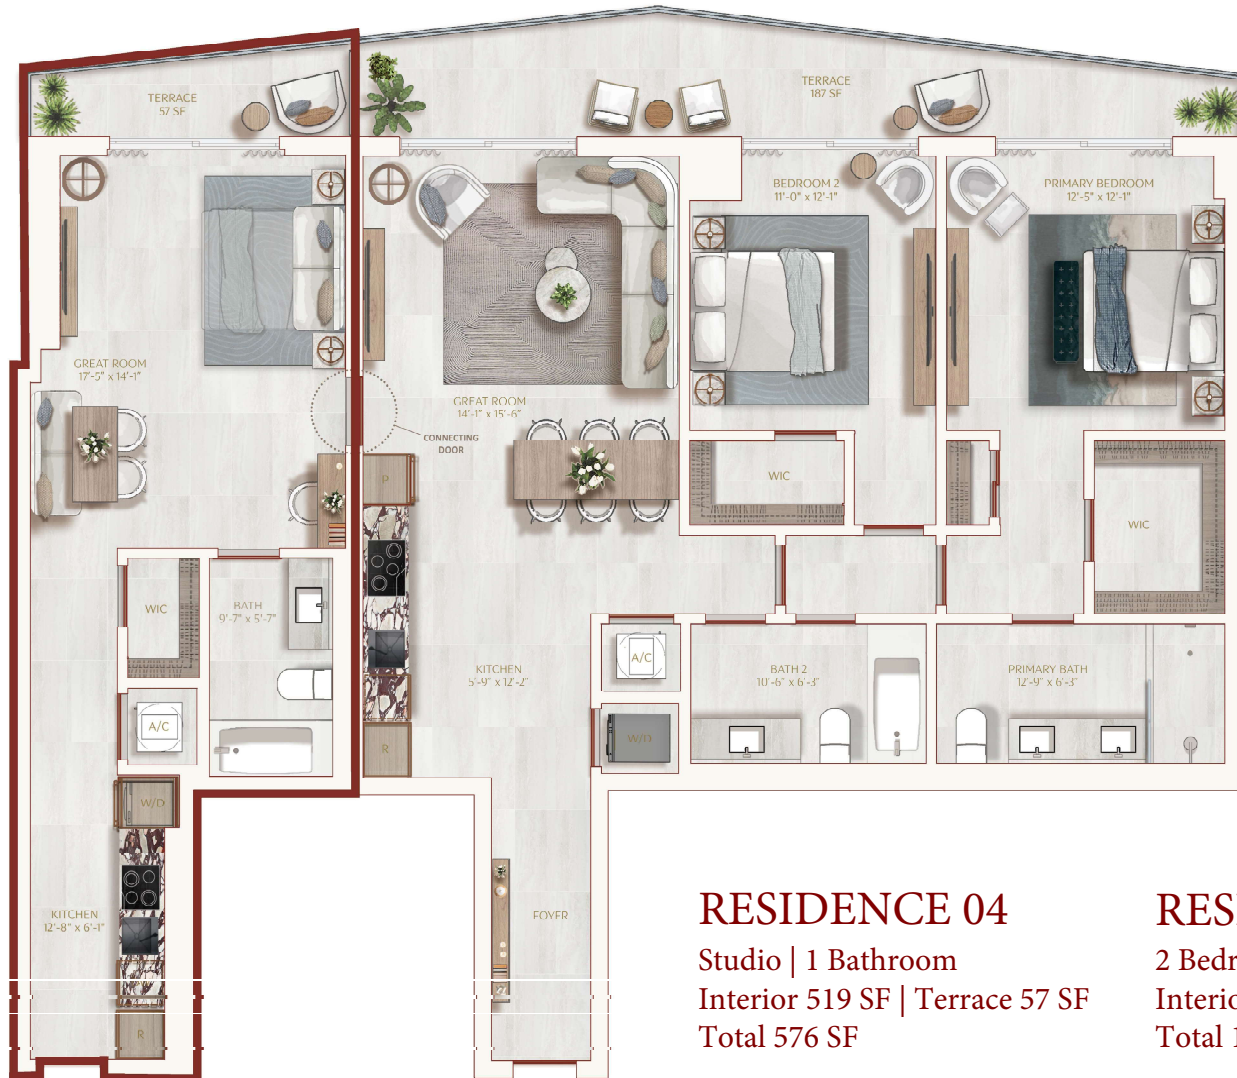 TERRACE
57 SF
TERRACE
187 SF
BEDROOM 2
11'-0" x 12'-1"
PRIMARY BEDROOM
12'-5" x 12'-1"
GREAT ROOM
17'-5" x 14'-1"
GREAT ROOM
14'-1" x 15'-6"
CONNECTING
DOOR
P
WIC
WIC
WIC
BATH
9'-7" x 5'-7"
A/C
KITCHEN
5'-9" x 12'-2"
BATH 2
10'-6" x 6'-3"
PRIMARY BATH
12'-9" x 6'-3"
A/C
W/D
R
W/D
KITCHEN
12'-8" x 6'-1"
FOYER
R
RESIDENCE 04
Studio | 1 Bathroom
Interior 519 SF | Terrace 57 SF
Total 576 SF
RESI
2 Bedr
Interio
Total 1